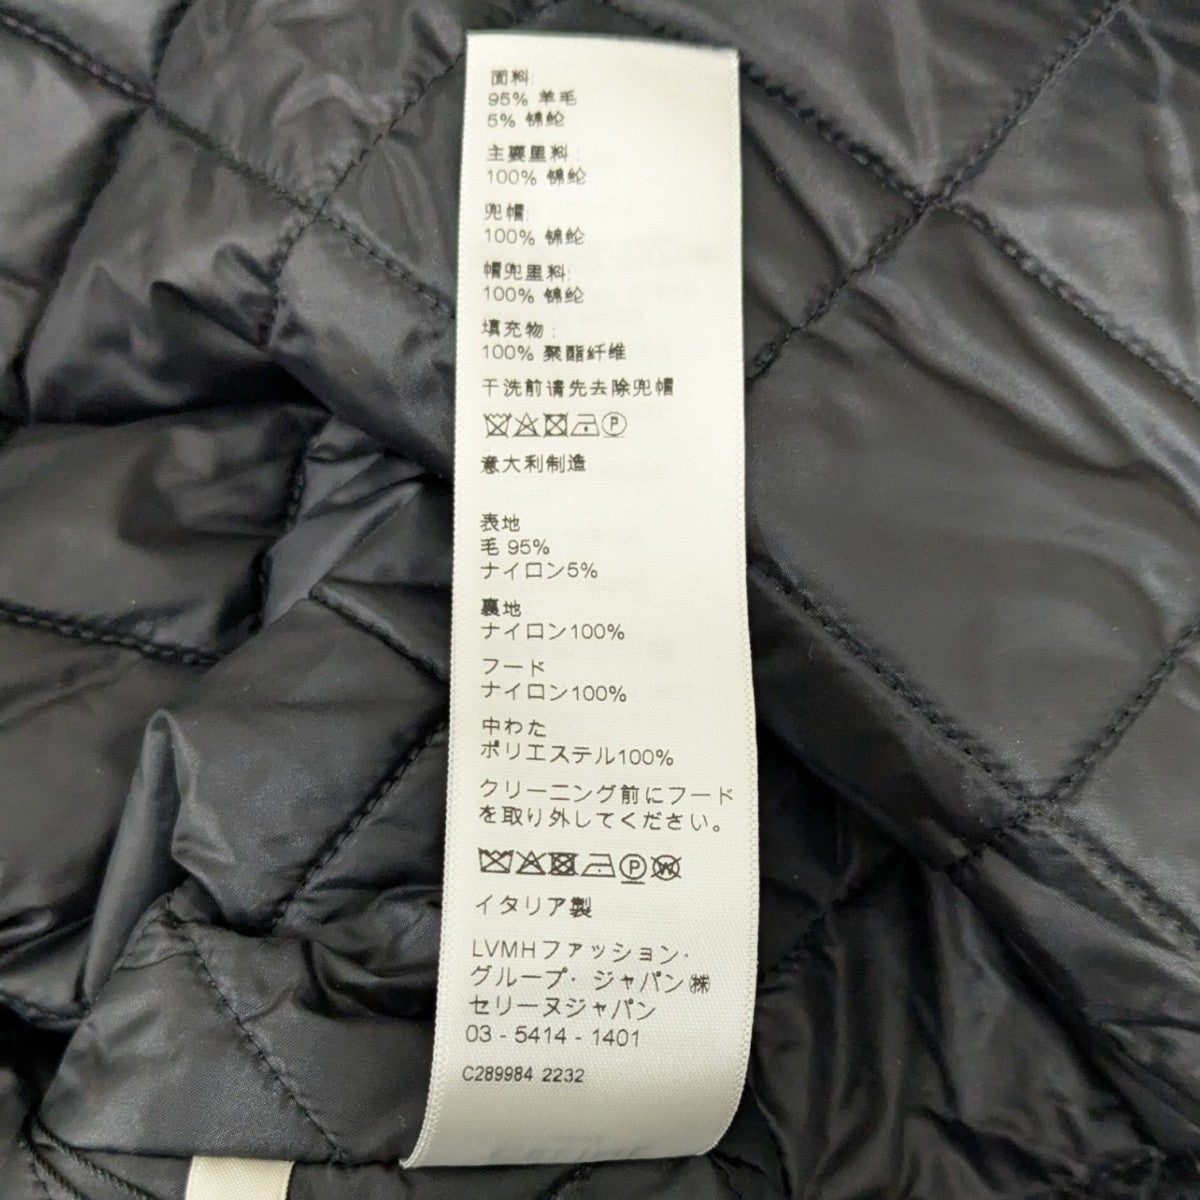 面料:
95% 羊毛
5% 锦纶
主要里料:
100% 锦纶
兜帽:
100% 锦纶
帽兜里料:
100% 锦纶
填充物:
100% 聚酯纤维
干洗前请先去除兜帽
意大利制造
表地
毛 95%
ナイロン5%
裏地
ナイロン100%
フード
ナイロン100%
中わた
ポリエステル100%
クリーニング前にフード
を取り外してください。
イタリア製
LVMHファッション・
グループ・ジャパン㈱
セリーヌジャパン
03 - 5414 - 1401
C289984 2232